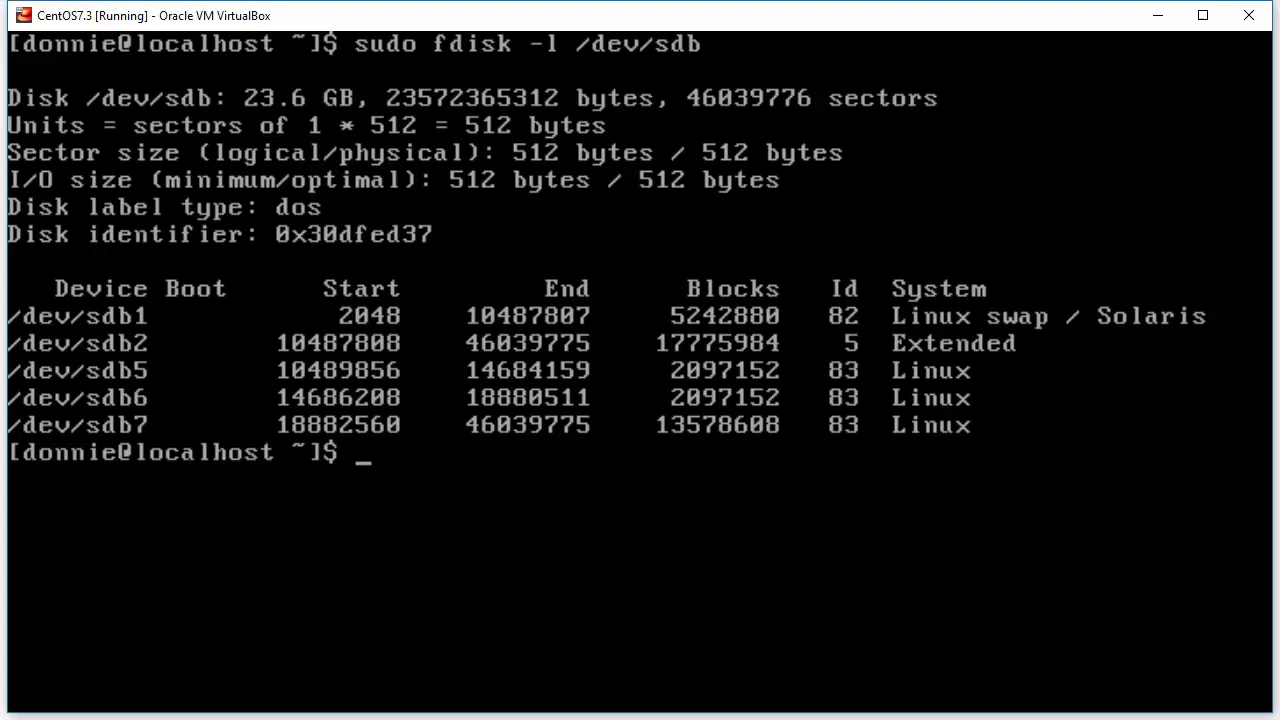 CentOS7.3 [Running] - Oracle VM VirtualBox
[donnie@localhost ~]$ sudo fdisk -l /dev/sdb
Disk /dev/sdb: 23.6 GB, 23572365312 bytes, 46039776 sectors
Units = sectors of 1 * 512 = 512 bytes
Sector size (logical/physical): 512 bytes / 512 bytes
I/O size (minimum/optimal): 512 bytes / 512 bytes
Disk label type: dos
Disk identifier: 0x30dfed37
Device Boot Start End Blocks Id System
/dev/sdb1 2048 10487807 5242880 82 Linux swap / Solaris
/dev/sdb2 10487808 46039775 17775984 5 Extended
/dev/sdb5 10489856 14684159 2097152 83 Linux
/dev/sdb6 14686208 18880511 2097152 83 Linux
/dev/sdb7 18882560 46039775 13578608 83 Linux
[donnie@localhost ~]$ _